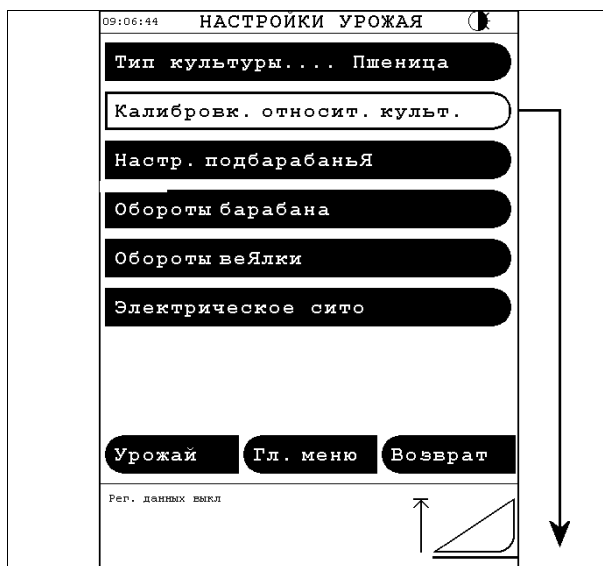 09:06:44 НАСТРОЙКИ УРОЖАЯ
Тип культуры.... Пшеница
Калибровк. относит. культ.
Настр. подбарабаньЯ
Обороты барабана
Обороты веЯлки
Электрическое сито
Урожай Гл. меню Возврат
Рег. данных выкл